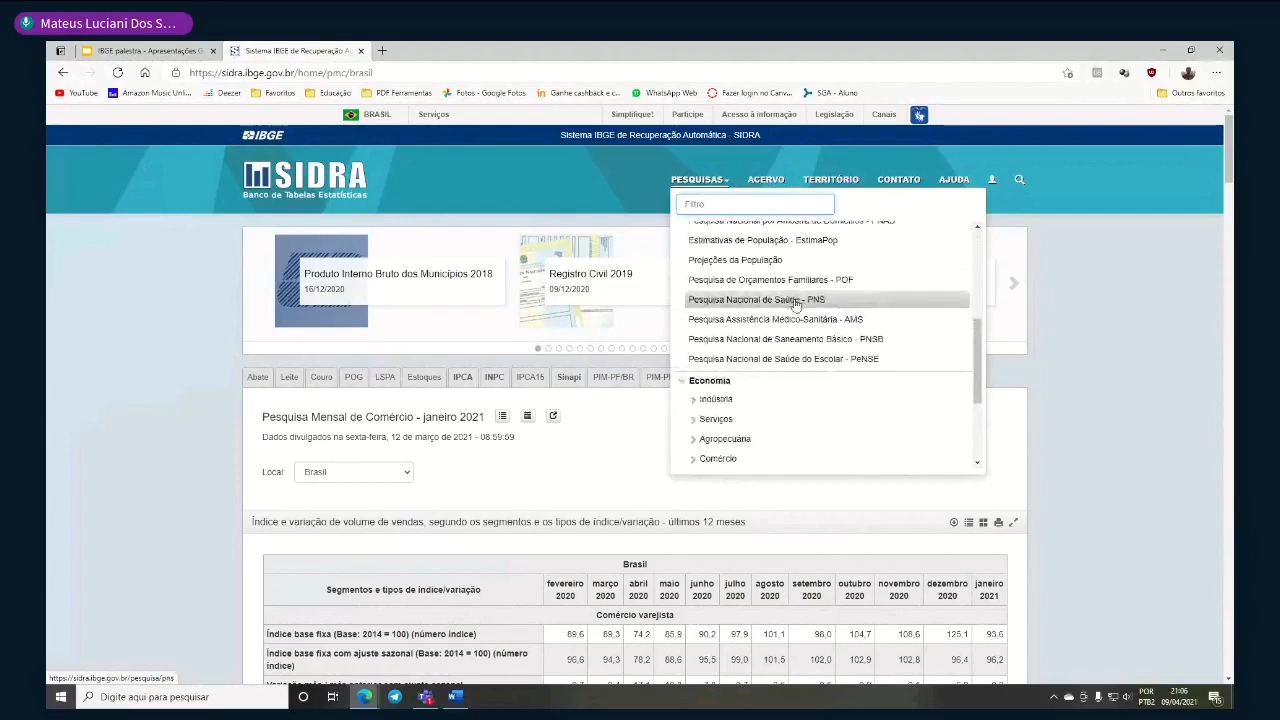 Mateus Luciani Dos S...
IBGE palestra - Apresentações G
Sistema IBGE de Recuperação Au
https://sidra.ibge.gov.br/home/pmc/brasil
YouTube
Amazon Music Unli...
Deezer
Favoritos
Educação
PDF Ferramentas
Fotos - Google Fotos
Ganhe cashback e c...
WhatsApp Web
Fazer login no Canv...
SGA - Aluno
Outros favoritos
BRASIL
Serviços
Simplifique!
Participe
Acesso à informação
Legislação
Canais
IBGE
Sistema IBGE de Recuperação Automática - SIDRA
SIDRA
Banco de Tabelas Estatísticas
PESQUISAS
ACERVO
TERRITÓRIO
CONTATO
AJUDA
Filtro
Pesquisa Nacional por Amostra de Domicílios - PNAD
Estimativas de População - EstimaPop
Projeções da População
Pesquisa de Orçamentos Familiares - POF
Pesquisa Nacional de Saúde - PNS
Pesquisa Assistência Médico-Sanitária - AMS
Pesquisa Nacional de Saneamento Básico - PNSB
Pesquisa Nacional de Saúde do Escolar - PeNSE
Economia
Indústria
Serviços
Agropecuária
Comércio
Produto Interno Bruto dos Municípios 2018
16/12/2020
Registro Civil 2019
09/12/2020
Abate
Leite
Couro
POG
LSPA
Estoques
IPCA
INPC
IPCA15
Sinapi
PIM-PF/BR
PIM-P
Pesquisa Mensal de Comércio - janeiro 2021
Dados divulgados na sexta-feira, 12 de março de 2021 - 08:59:59
Local:
Brasil
Índice e variação de volume de vendas, segundo os segmentos e os tipos de índice/variação - últimos 12 meses
Brasil
Segmentos e tipos de índice/variação
fevereiro 2020
março 2020
abril 2020
maio 2020
junho 2020
julho 2020
agosto 2020
setembro 2020
outubro 2020
novembro 2020
dezembro 2020
janeiro 2021
Comércio varejista
Índice base fixa (Base: 2014 = 100) (número índice) 89,6 89,3 74,2 85,9 90,2 97,9 101,1 98,0 104,7 108,6 125,1 93,6
Índice base fixa com ajuste sazonal (Base: 2014 = 100) (número
índice) 96,6 94,3 78,2 88,6 95,5 99,0 101,5 102,0 102,9 102,8 96,4 96,2
https://sidra.ibge.gov.br/pesquisa/pns
Digite aqui para pesquisar
POR
PTB2
21:06
09/04/2021
15